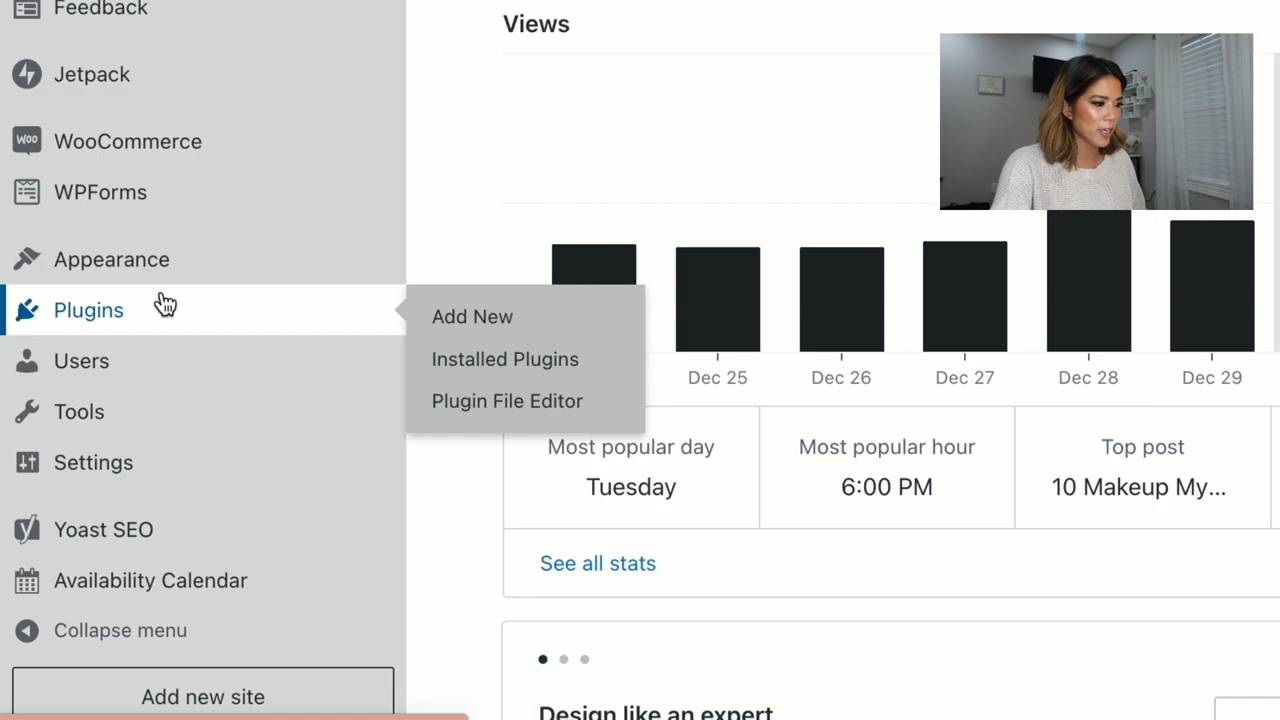 Feedback
Jetpack
WOO
WooCommerce
WPForms
Appearance
Plugins
Users
Tools
Settings
Yoast SEO
Availability Calendar
Collapse menu
Add new site
Add New
Installed Plugins
Plugin File Editor
Views
Dec 25
Dec 26
Dec 27
Dec 28
Dec 29
Most popular day
Tuesday
Most popular hour
6:00 PM
Top post
10 Makeup My...
See all stats
Design like an expert